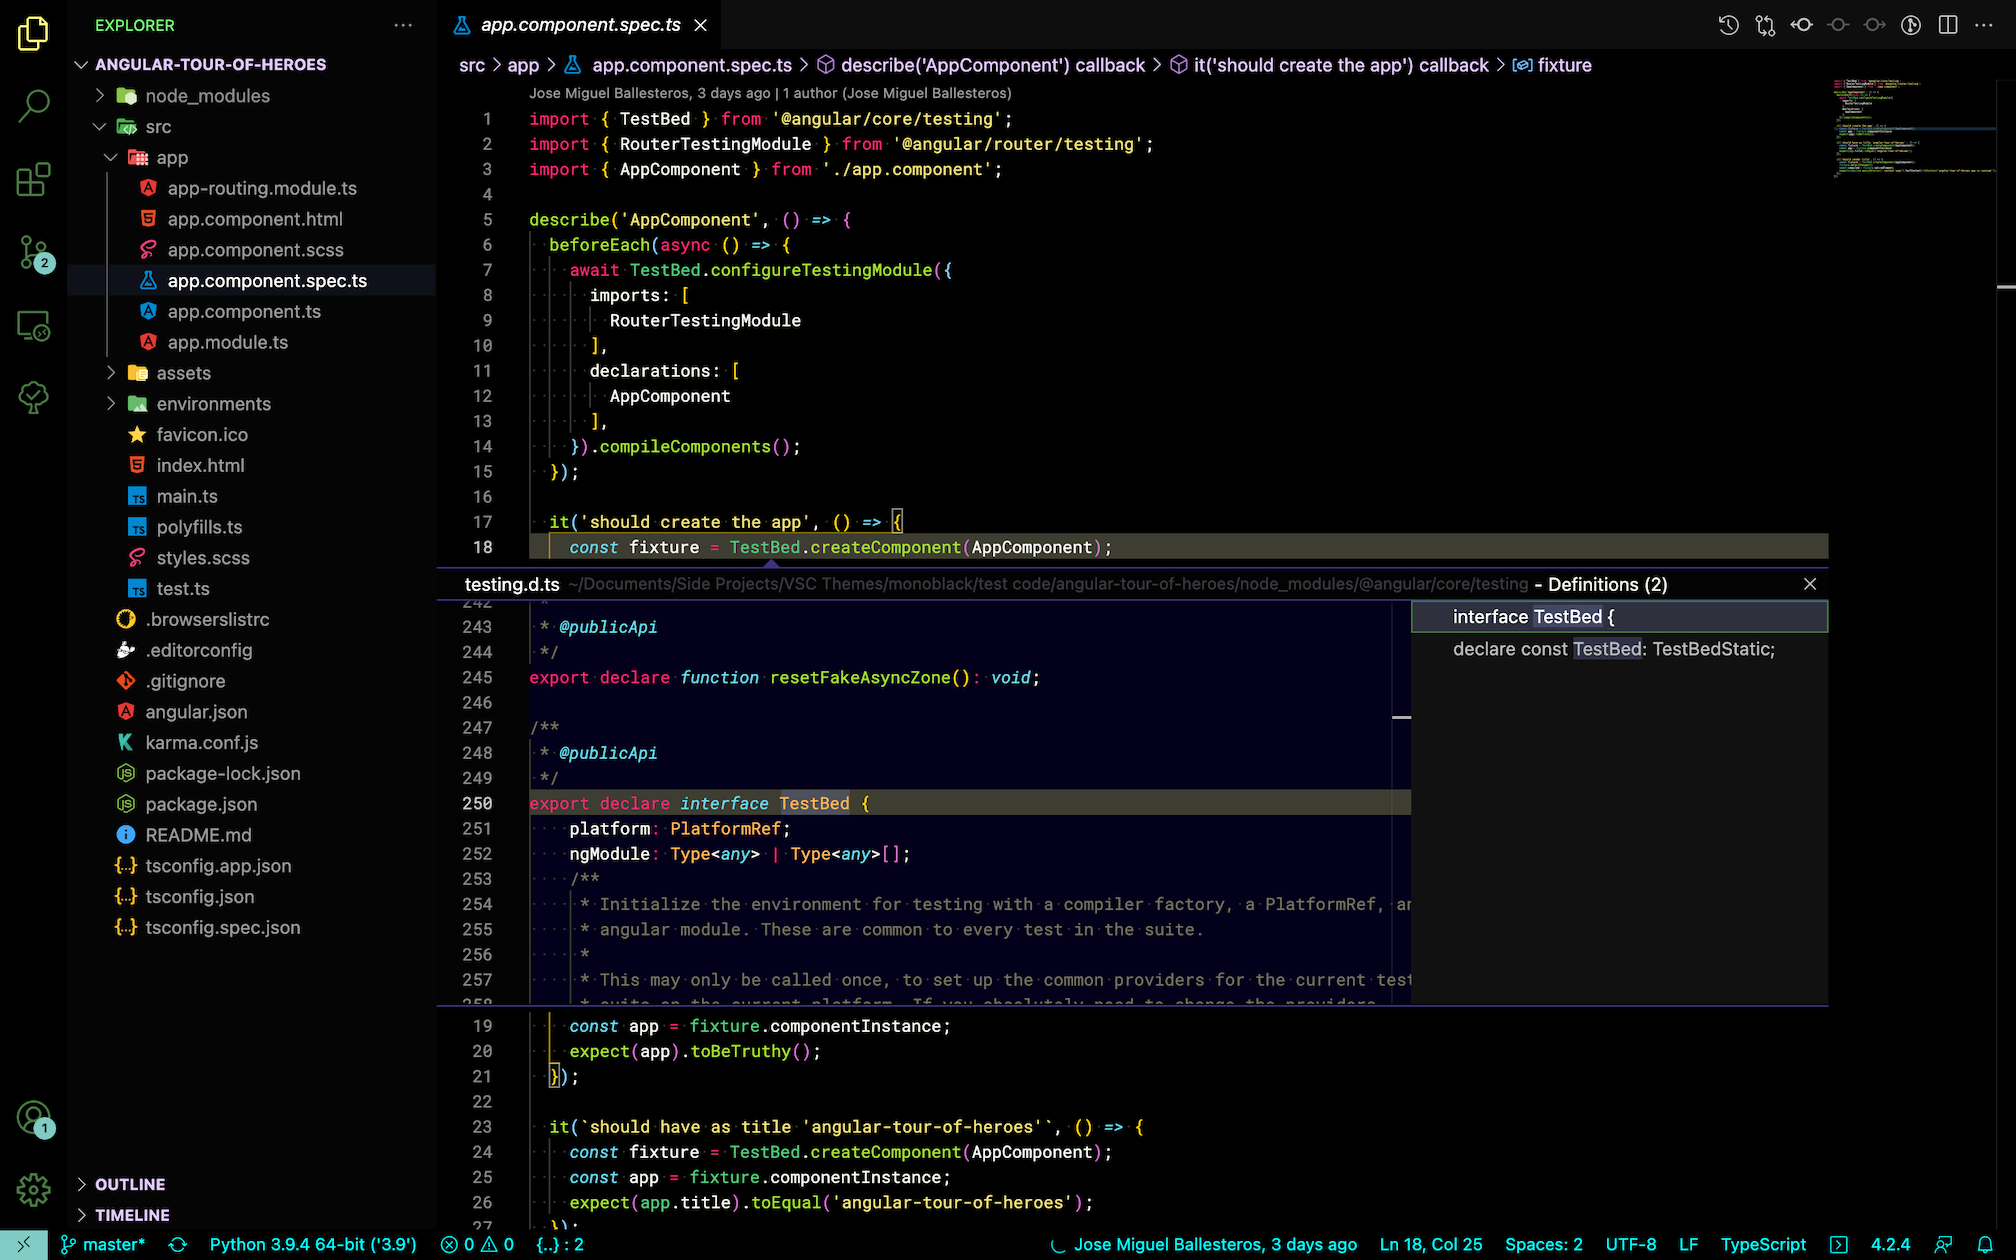 EXPLORER
ANGULAR-TOUR-OF-HEROES
node_modules
src
app
app-routing.module.ts
app.component.html
app.component.scss
app.component.spec.ts
app.component.ts
app.module.ts
assets
environments
favicon.ico
index.html
main.ts
polyfills.ts
styles.scss
test.ts
.browserslistrc
.editorconfig
.gitignore
angular.json
karma.conf.js
package-lock.json
package.json
README.md
tsconfig.app.json
tsconfig.json
tsconfig.spec.json
OUTLINE
TIMELINE
2
1
app.component.spec.ts
src > app > app.component.spec.ts > describe('AppComponent') callback > it('should create the app') callback > fixture
Jose Miguel Ballesteros, 3 days ago | 1 author (Jose Miguel Ballesteros)
1 import { TestBed } from '@angular/core/testing';
2 import { RouterTestingModule } from '@angular/router/testing';
3 import { AppComponent } from './app.component';
4
5 describe('AppComponent', () => {
6 beforeEach(async () => {
7 await TestBed.configureTestingModule({
8 imports: [
9 RouterTestingModule
10 ],
11 declarations: [
12 AppComponent
13 ],
14 }).compileComponents();
15 });
16
17 it('should create the app', () => {
18 const fixture = TestBed.createComponent(AppComponent);
testing.d.ts ~/Documents/Side Projects/VSC Themes/monoblack/test code/angular-tour-of-heroes/node_modules/@angular/core/testing - Definitions (2)
242 *
243 * @publicApi
244 */
245 export declare function resetFakeAsyncZone(): void;
246
247 /**
248 * @publicApi
249 */
250 export declare interface TestBed {
251 platform: PlatformRef;
252 ngModule: Type<any> | Type<any>[];
253 /**
254 * Initialize the environment for testing with a compiler factory, a PlatformRef, an
255 * angular module. These are common to every test in the suite.
256 *
257 * This may only be called once, to set up the common providers for the current test
258 * suite on the current platform. If you absolutely need to change the providers
interface TestBed {
declare const TestBed: TestBedStatic;
19 const app = fixture.componentInstance;
20 expect(app).toBeTruthy();
21 });
22
23 it(`should have as title 'angular-tour-of-heroes'`, () => {
24 const fixture = TestBed.createComponent(AppComponent);
25 const app = fixture.componentInstance;
26 expect(app.title).toEqual('angular-tour-of-heroes');
27 });
master* Python 3.9.4 64-bit ('3.9') 0 0 {..} : 2 Jose Miguel Ballesteros, 3 days ago Ln 18, Col 25 Spaces: 2 UTF-8 LF TypeScript 4.2.4